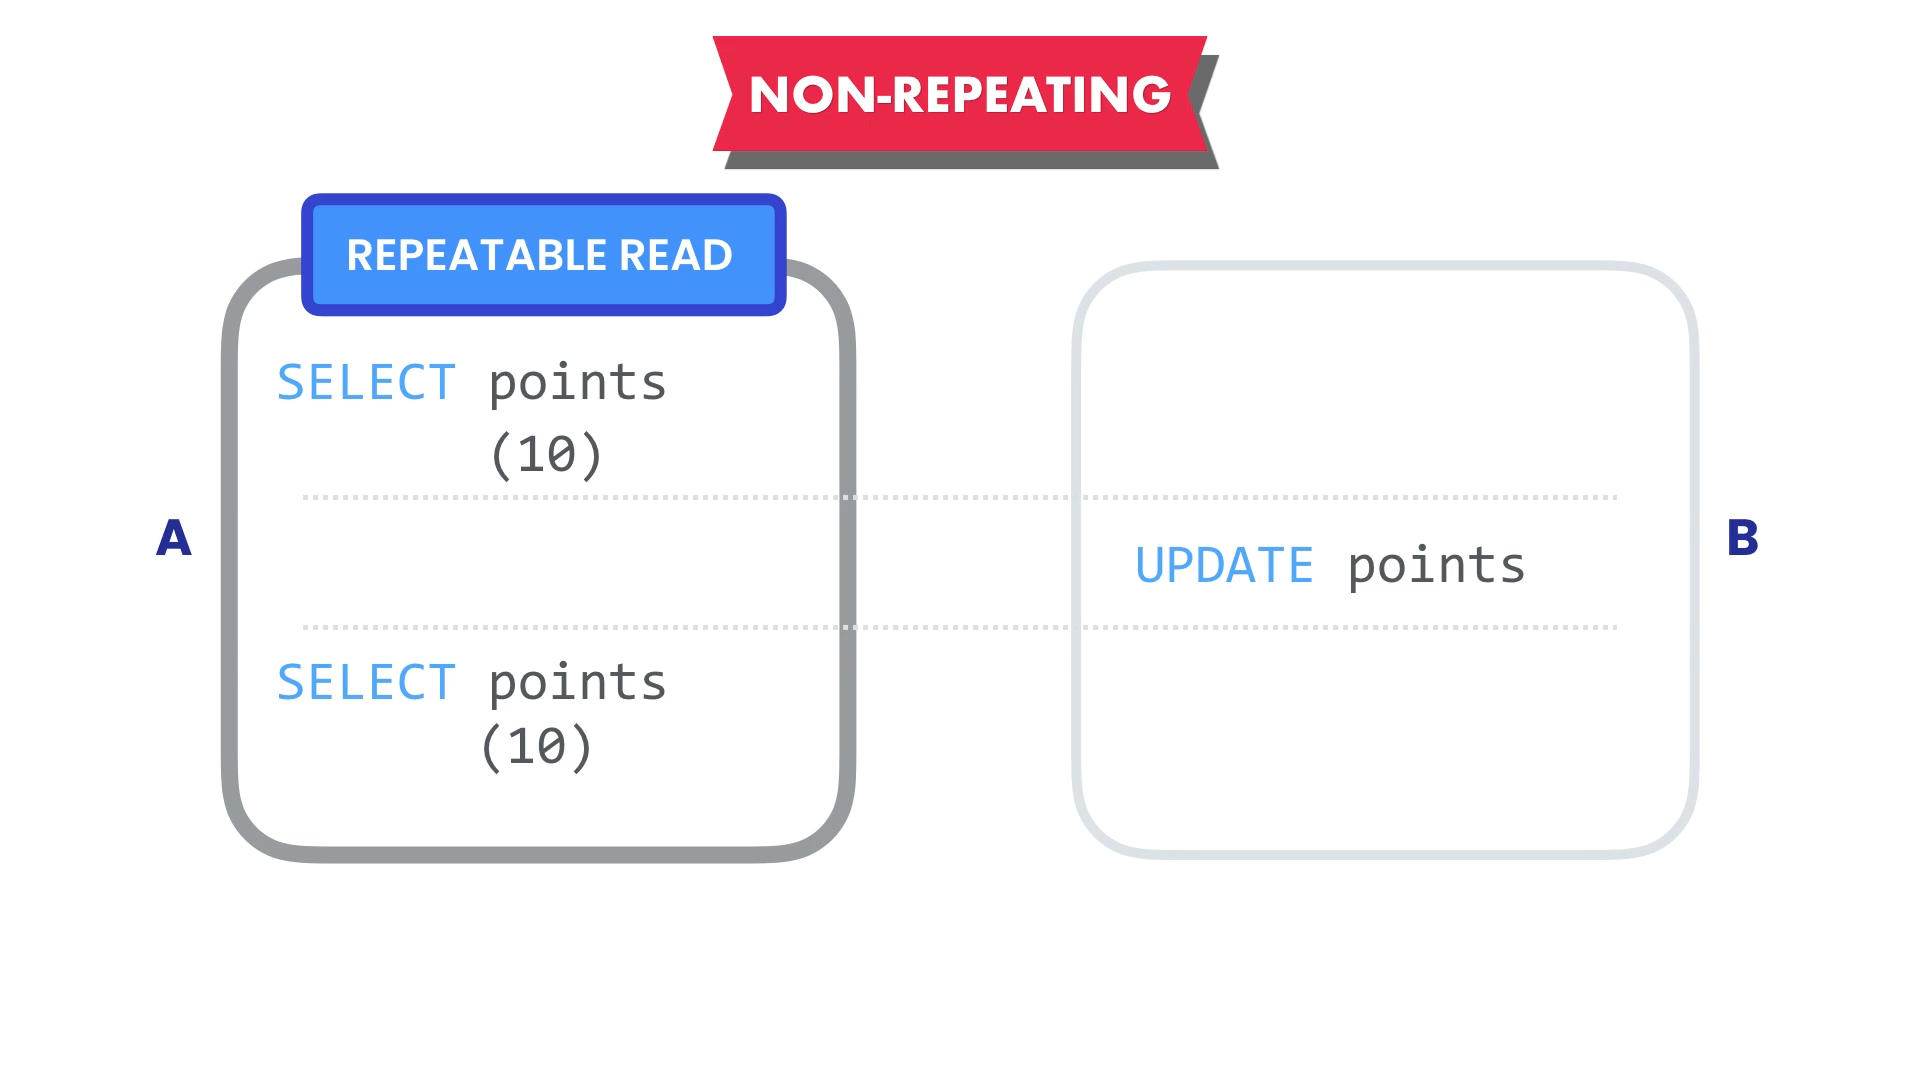 NON-REPEATING
REPEATABLE READ
SELECT points
(10)
A
UPDATE points
B
SELECT points
(10)